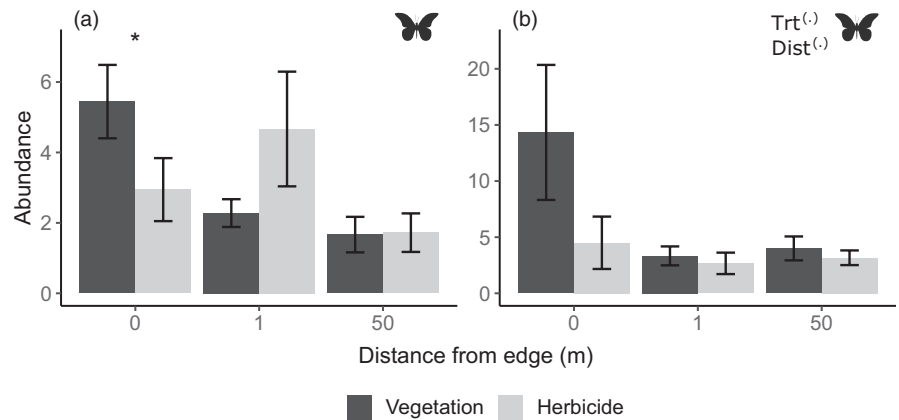 (a)
*
Abundance
6
4
2
0
0 1 50
(b)
Trt(.)
Dist(.)
20
15
10
5
0
0 1 50
Distance from edge (m)
Vegetation Herbicide